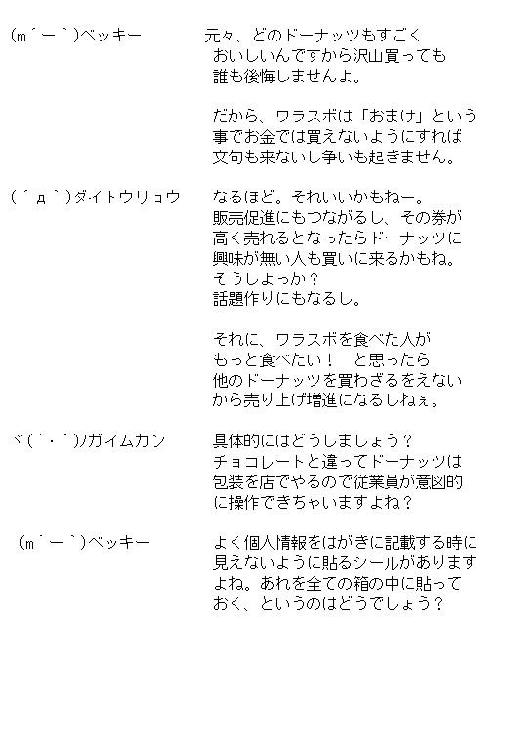 (m´ー`)ベッキー　元々、どのドーナッツもすごく
おいしいんですから沢山買っても
誰も後悔しませんよ。
だから、ワラスボは「おまけ」という
事でお金では買えないようにすれば
文句も来ないし争いも起きません。
(´д`)ダイトウリョウ　なるほど。それいいかもねー。
販売促進にもつながるし、その券が
高く売れるとなったらドーナッツに
興味が無い人も買いに来るかもね。
そうしよっか？
話題作りにもなるし。
それに、ワラスボを食べた人が
もっと食べたい！　と思ったら
他のドーナッツを買わざるをえない
から売り上げ増進になるしねぇ。
ヾ(´・`)ﾉガイムカン　具体的にはどうしましょう？
チョコレートと違ってドーナッツは
包装を店でやるので従業員が意図的
に操作できちゃいますよね？
(m´ー`)ベッキー　よく個人情報をはがきに記載する時に
見えないように貼るシールがあります
よね。あれを全ての箱の中に貼って
おく、というのはどうでしょう？